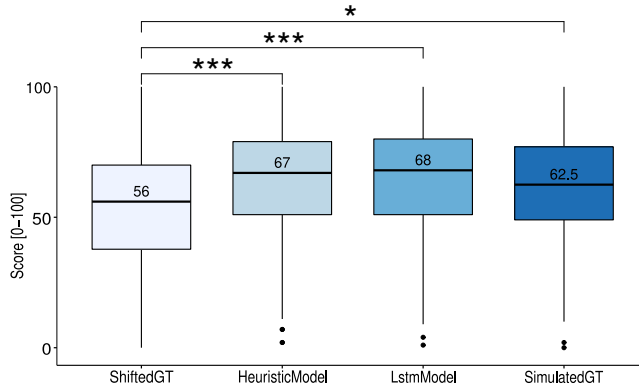 *
***
***
100
50
0
Score [0−100]
56
67
68
62.5
ShiftedGT
HeuristicModel
LstmModel
SimulatedGT